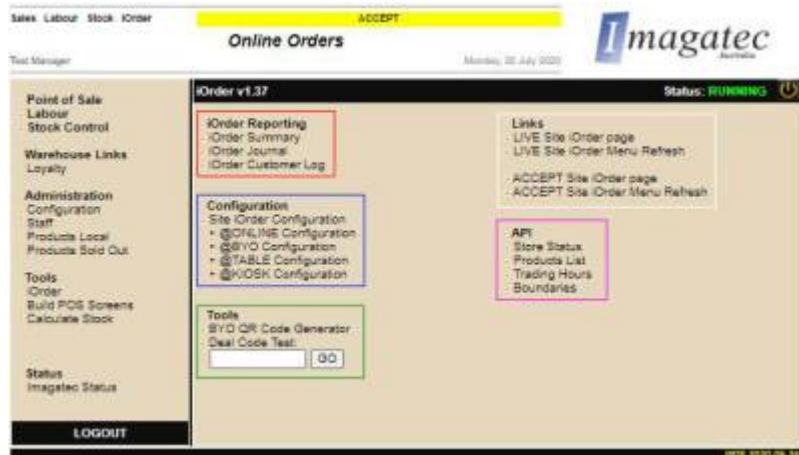 Sales Labour Stock iOrder
ACCEPT
Online Orders
Test Manager
Monday, 20 July 2020
Imagatec
Australia
Point of Sale
Labour
Stock Control
Warehouse Links
Loyalty
Administration
Configuration
Staff
Products Local
Products Sold Out
Tools
iOrder
Build POS Screens
Calculate Stock
Status
Imagatec Status
LOGOUT
iOrder v1.37
Status: RUNNING
iOrder Reporting
iOrder Summary
iOrder Journal
iOrder Customer Log
Configuration
Site iOrder Configuration
+ @ONLINE Configuration
+ @BYO Configuration
+ @TABLE Configuration
+ @KIOSK Configuration
Tools
BYO QR Code Generator
Deal Code Test:
GO
Links
LIVE Site iOrder page
LIVE Site iOrder Menu Refresh
ACCEPT Site iOrder page
ACCEPT Site iOrder Menu Refresh
API
Store Status
Products List
Trading Hours
Boundaries